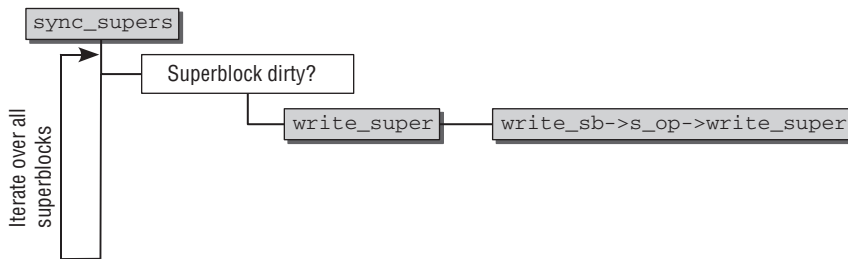 sync_supers
Superblock dirty?
write_super
write_sb->s_op->write_super
Iterate over all
superblocks